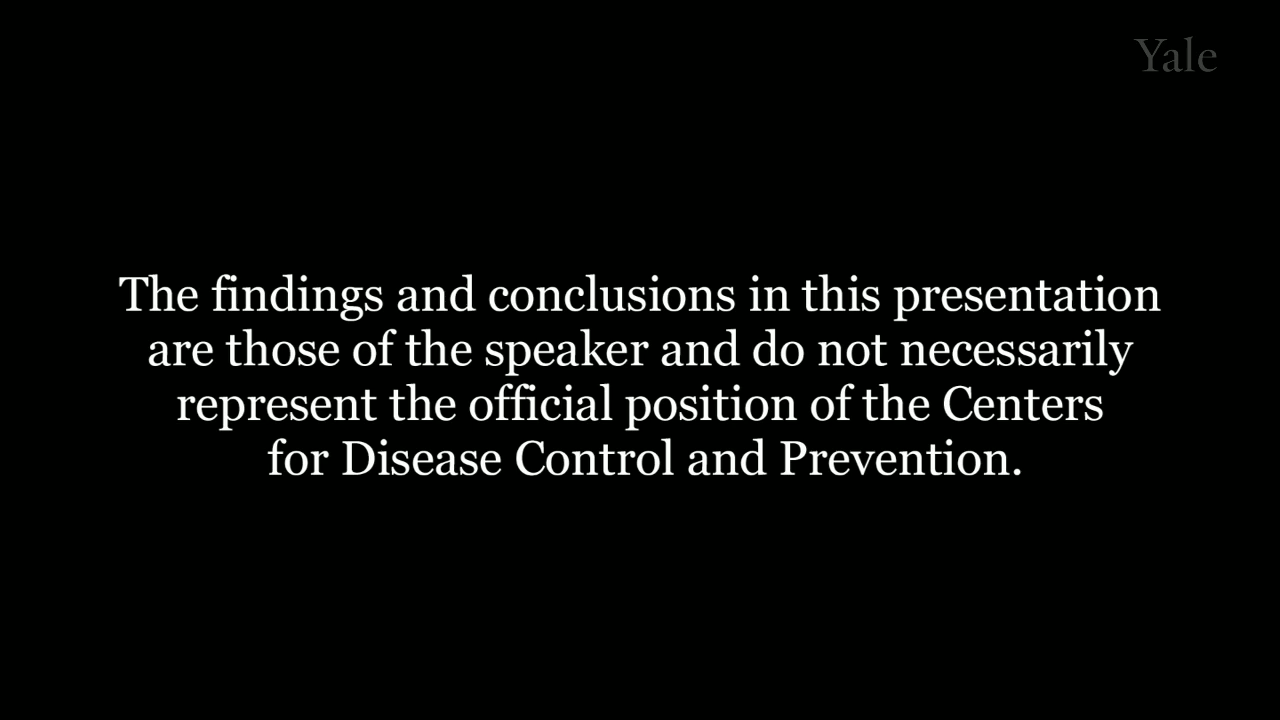 Yale
The findings and conclusions in this presentation
are those of the speaker and do not necessarily
represent the official position of the Centers
for Disease Control and Prevention.